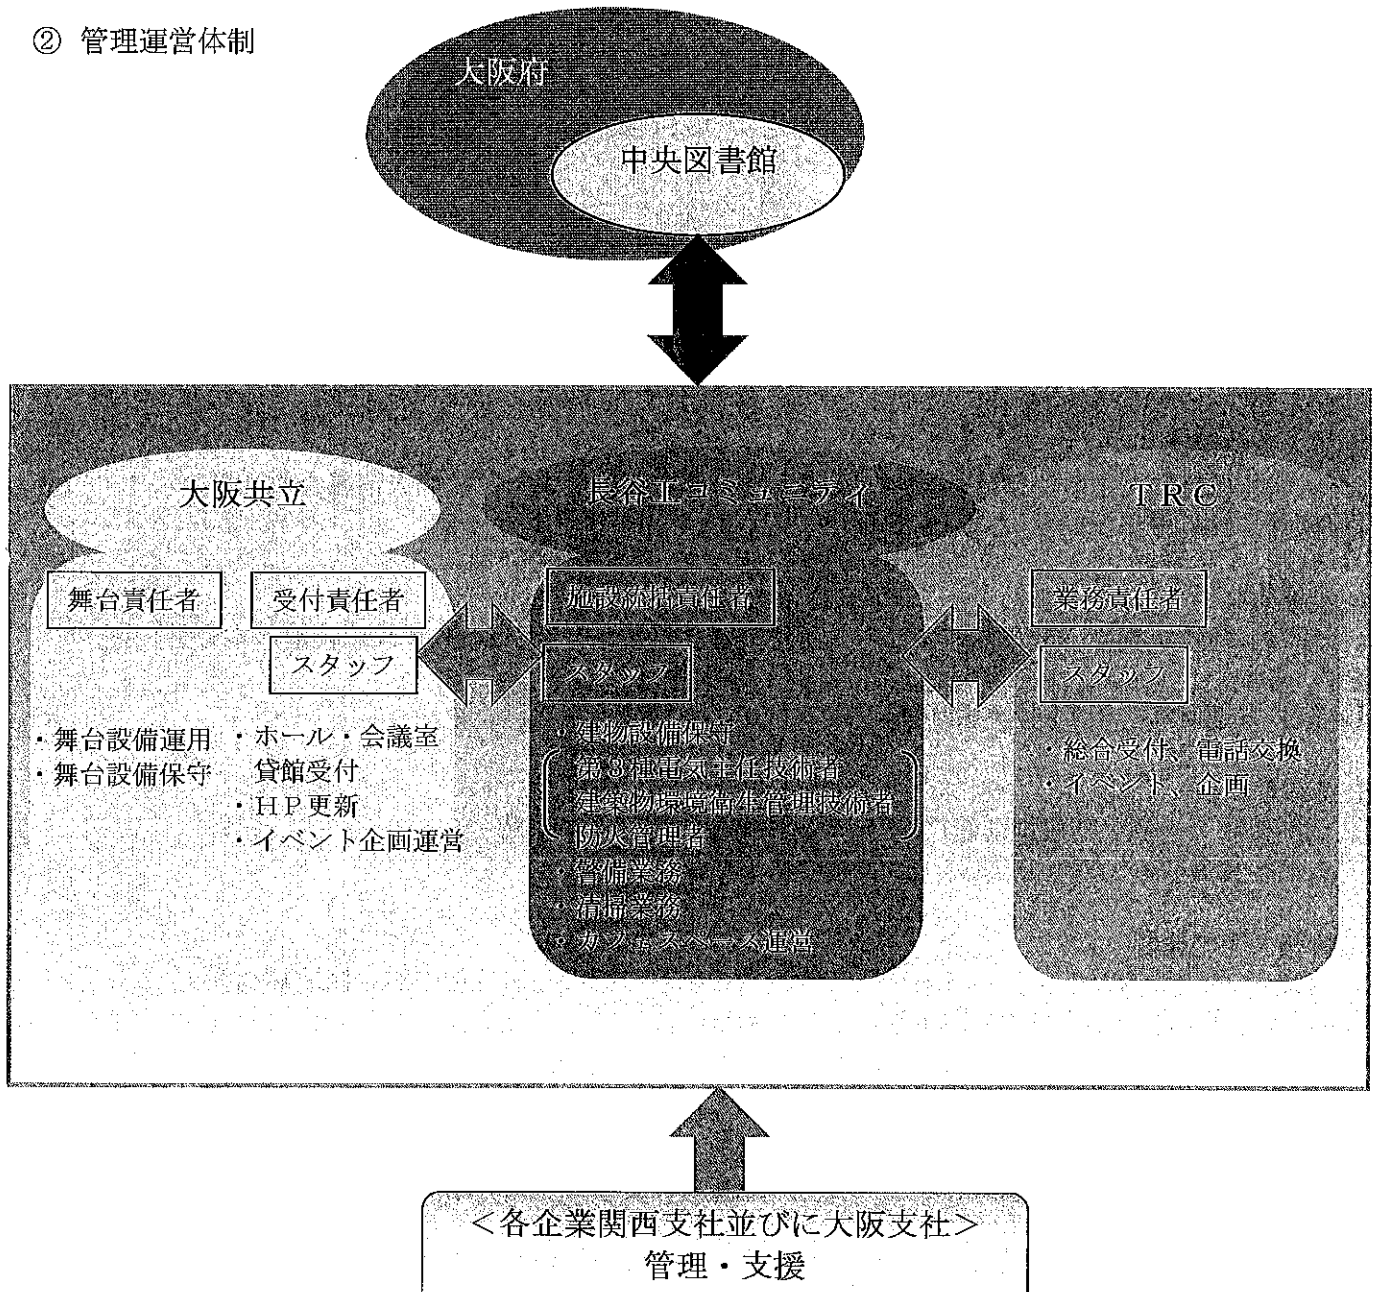 ② 管理運営体制
大阪府
中央図書館
大阪共立
舞台責任者
受付責任者
スタッフ
・舞台設備運用
・舞台設備保守
・ホール・会議室
貸館受付
・ＨＰ更新
・イベント企画運営
長谷工コミュニティ
施設統括責任者
スタッフ
・建物設備保守
第３種電気主任技術者
建築物環境衛生管理技術者
防火管理者
・警備業務
・清掃業務
・カフェスペース運営
ＴＲＣ
業務責任者
スタッフ
・総合受付、電話交換
・イベント、企画
＜各企業関西支社並びに大阪支社＞
管理・支援